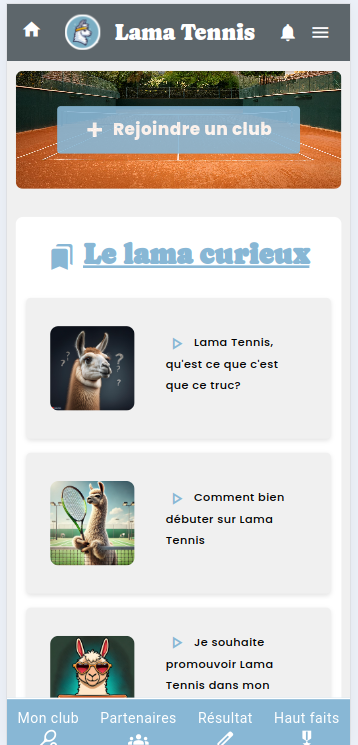 Lama Tennis
Rejoindre un club
Le lama curieux
Lama Tennis,
qu'est ce que c'est
que ce truc?
Comment bien
débuter sur Lama
Tennis
Je souhaite
promouvoir Lama
Tennis dans mon
Mon club Partenaires Résultat Haut faits